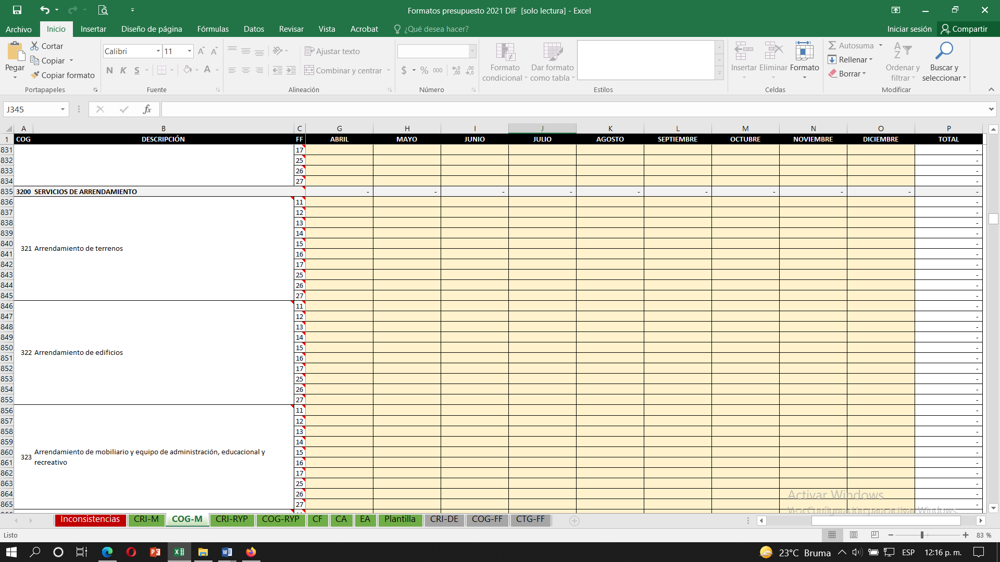 Formatos presupuesto 2021 DIF  [solo lectura] - Excel
Archivo Inicio Insertar Diseño de página Fórmulas Datos Revisar Vista Acrobat ¿Qué desea hacer? Iniciar sesión Compartir
Pegar Cortar Copiar Copiar formato
Portapapeles
Calibri 11
N K S A
Fuente
Ajustar texto
Combinar y centrar
Alineación
$ % 000
Número
Formato condicional
Dar formato como tabla
Estilos
Insertar Eliminar Formato
Celdas
Autosuma
Rellenar
Borrar
Ordenar y filtrar
Buscar y seleccionar
Modificar
J345 fx
A B C G H I J K L M N O P
1 COG DESCRIPCIÓN FF ABRIL MAYO JUNIO JULIO AGOSTO SEPTIEMBRE OCTUBRE NOVIEMBRE DICIEMBRE TOTAL
831 17 -
832 25 -
833 26 -
834 27 -
835 3200 SERVICIOS DE ARRENDAMIENTO - - - - - - - - - -
836 11 -
837 12 -
838 13 -
839 14 -
840 15 -
321 Arrendamiento de terrenos
841 16 -
842 17 -
843 25 -
844 26 -
845 27 -
846 11 -
847 12 -
848 13 -
849 14 -
850 15 -
322 Arrendamiento de edificios
851 16 -
852 17 -
853 25 -
854 26 -
855 27 -
856 11 -
857 12 -
858 13 -
859 14 -
860 Arrendamiento de mobiliario y equipo de administración, educacional y 15 -
323
861 recreativo 16 -
862 17 -
863 25 -
864 26 -
865 27 -
Activar Windows
Ve a Configuración para activar Windows.
Inconsistencias CRI-M COG-M CRI-RYP COG-RYP CF CA EA Plantilla CRI-DE COG-FF CTG-FF
Listo 83 %
23°C Bruma ESP 12:16 p. m.